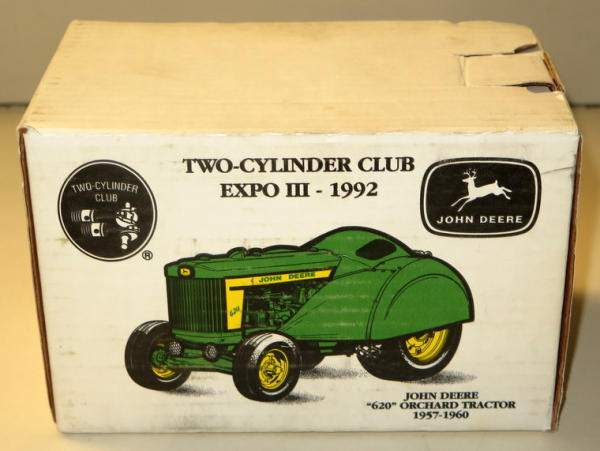 TWO-CYLINDER CLUB
EXPO III - 1992
TWO-CYLINDER
CLUB
®
JOHN DEERE
JOHN DEERE
620
JOHN DEERE
"620" ORCHARD TRACTOR
1957-1960